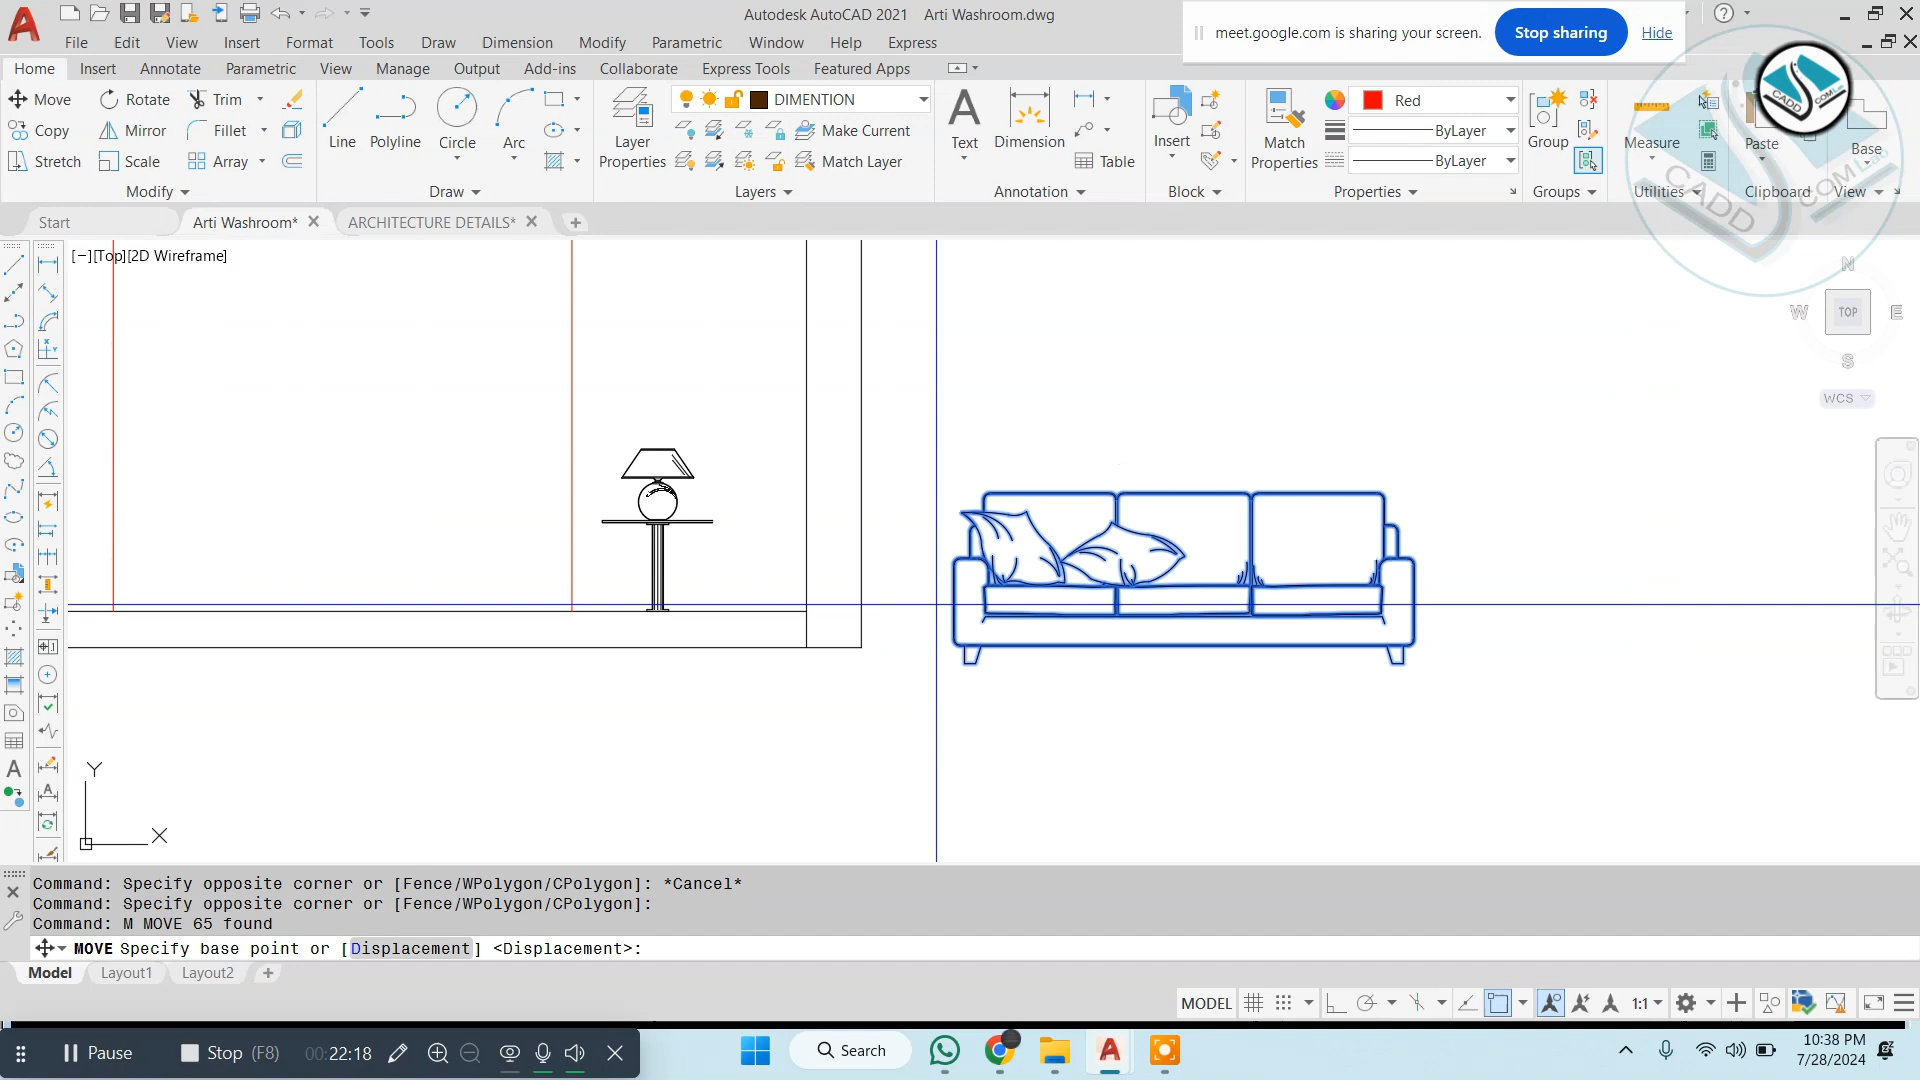 Autodesk AutoCAD 2021 Arti Washroom.dwg
meet.google.com is sharing your screen. Stop sharing Hide
File Edit View Insert Format Tools Draw Dimension Modify Parametric Window Help Express
Home Insert Annotate Parametric View Manage Output Add-ins Collaborate Express Tools Featured Apps
Move Rotate Trim
Copy Mirror Fillet
Stretch Scale Array
Modify
Line Polyline Circle Arc
Draw
Layer Properties
DIMENTION
Make Current
Match Layer
Layers
Text Dimension Table
Annotation
Insert
Block
Match Properties
Red
ByLayer
ByLayer
Properties
Group
Groups
Measure
Utilities
Paste
Clipboard
Base
View
CADD
COMLab
Start Arti Washroom* ARCHITECTURE DETAILS*
[−][Top][2D Wireframe]
N
W TOP E
S
WCS
Y
X
Command: Specify opposite corner or [Fence/WPolygon/CPolygon]: *Cancel*
Command: Specify opposite corner or [Fence/WPolygon/CPolygon]:
Command: M MOVE 65 found
MOVE Specify base point or [Displacement] <Displacement>:
Model Layout1 Layout2
MODEL 1:1
Pause Stop (F8) 00:22:18
Search
10:38 PM
7/28/2024